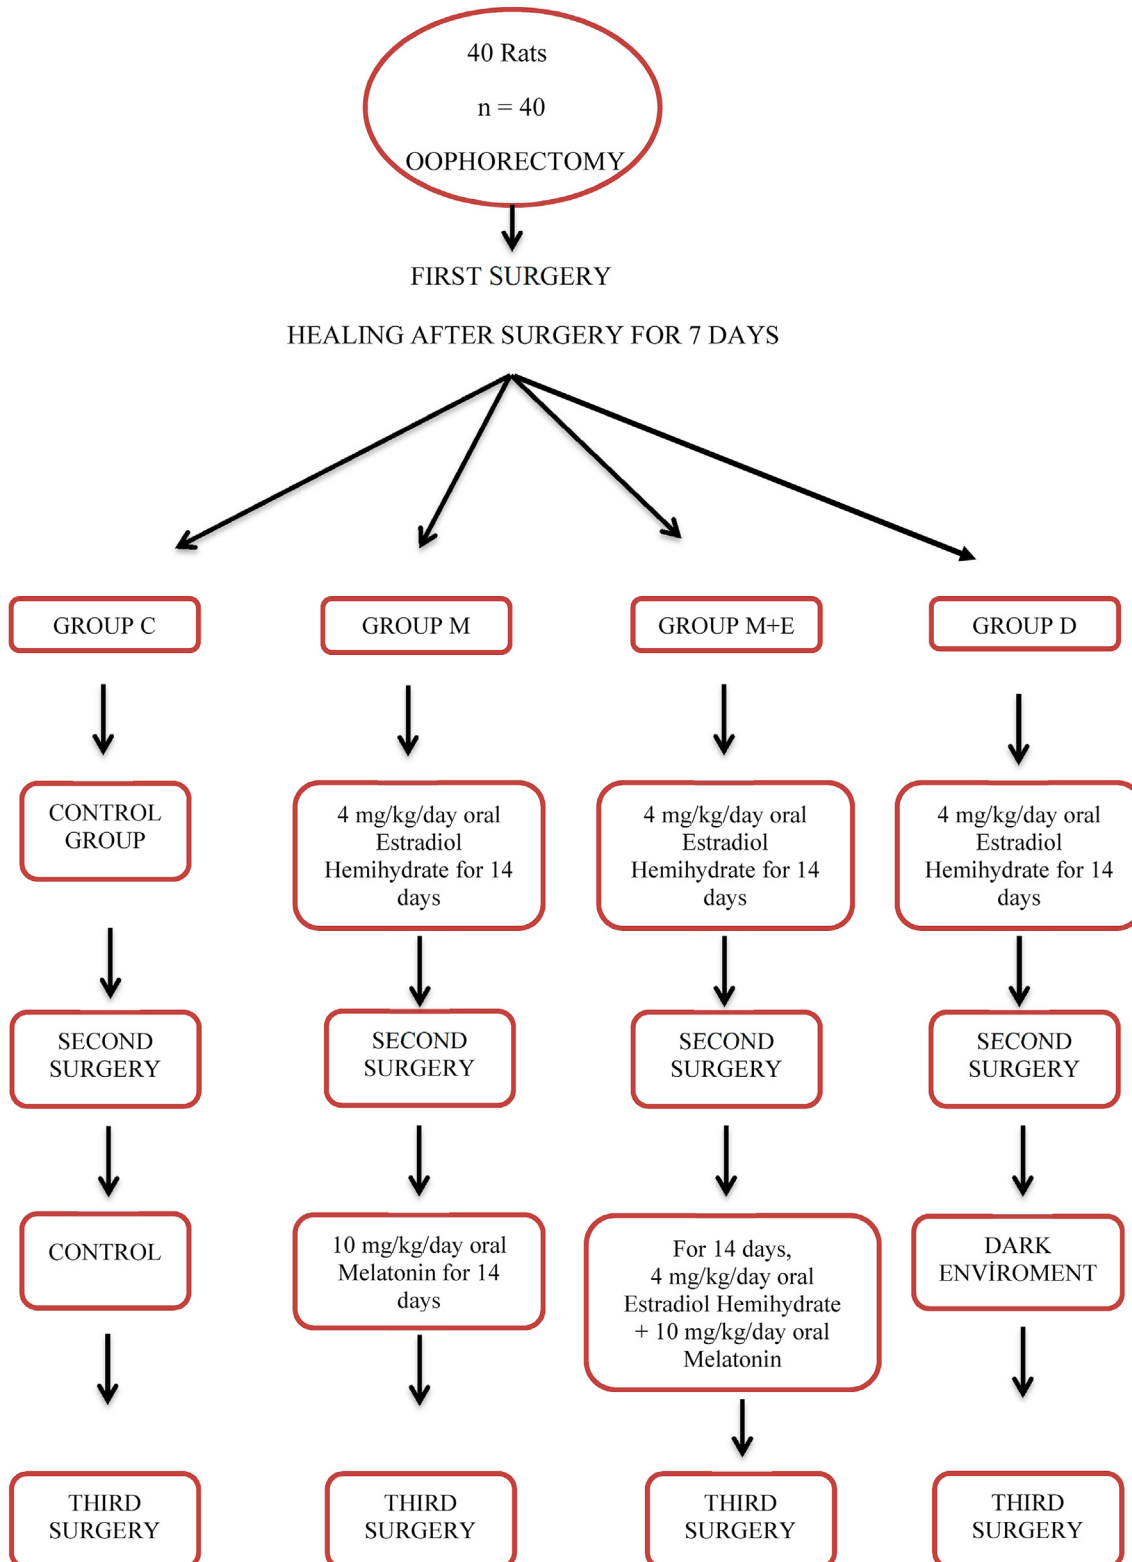 40 Rats
n = 40
OOPHORECTOMY
FIRST SURGERY
HEALING AFTER SURGERY FOR 7 DAYS
GROUP C
GROUP M
GROUP M+E
GROUP D
CONTROL
GROUP
4 mg/kg/day oral
Estradiol
Hemihydrate for 14
days
4 mg/kg/day oral
Estradiol
Hemihydrate for 14
days
4 mg/kg/day oral
Estradiol
Hemihydrate for 14
days
SECOND
SURGERY
SECOND
SURGERY
SECOND
SURGERY
SECOND
SURGERY
CONTROL
10 mg/kg/day oral
Melatonin for 14
days
For 14 days,
4 mg/kg/day oral
Estradiol Hemihydrate
+ 10 mg/kg/day oral
Melatonin
DARK
ENVİROMENT
THIRD
SURGERY
THIRD
SURGERY
THIRD
SURGERY
THIRD
SURGERY